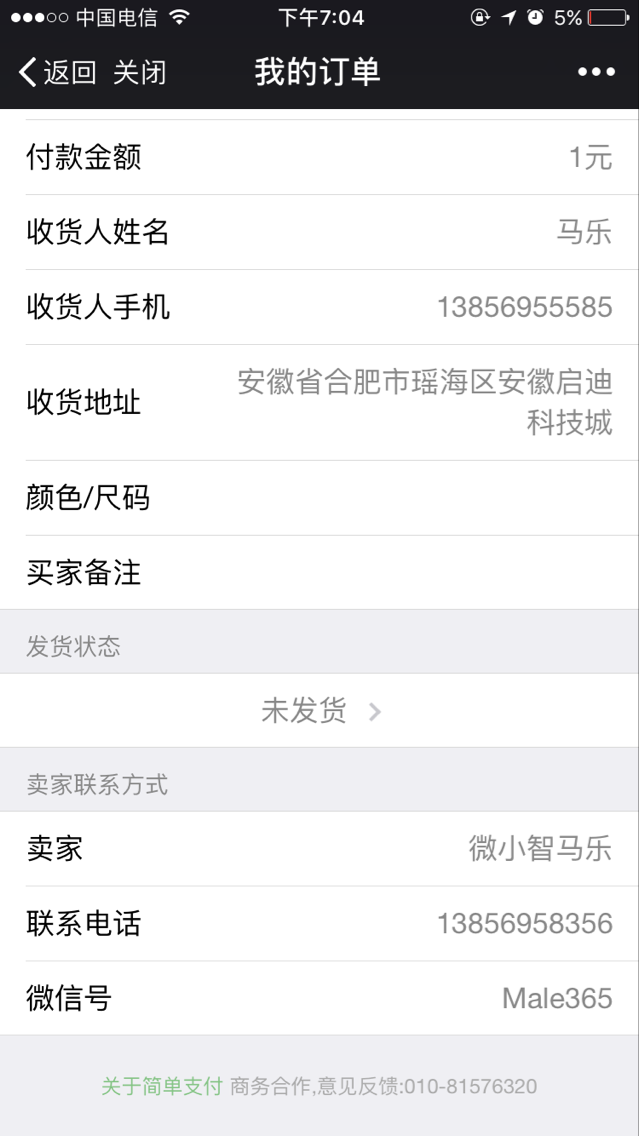 中国电信 下午7:04 5%
返回 关闭 我的订单
付款金额 1元
收货人姓名 马乐
收货人手机 13856955585
收货地址 安徽省合肥市瑶海区安徽启迪
科技城
颜色/尺码
买家备注
发货状态
未发货
卖家联系方式
卖家 微小智马乐
联系电话 13856958356
微信号 Male365
关于简单支付 商务合作,意见反馈:010-81576320